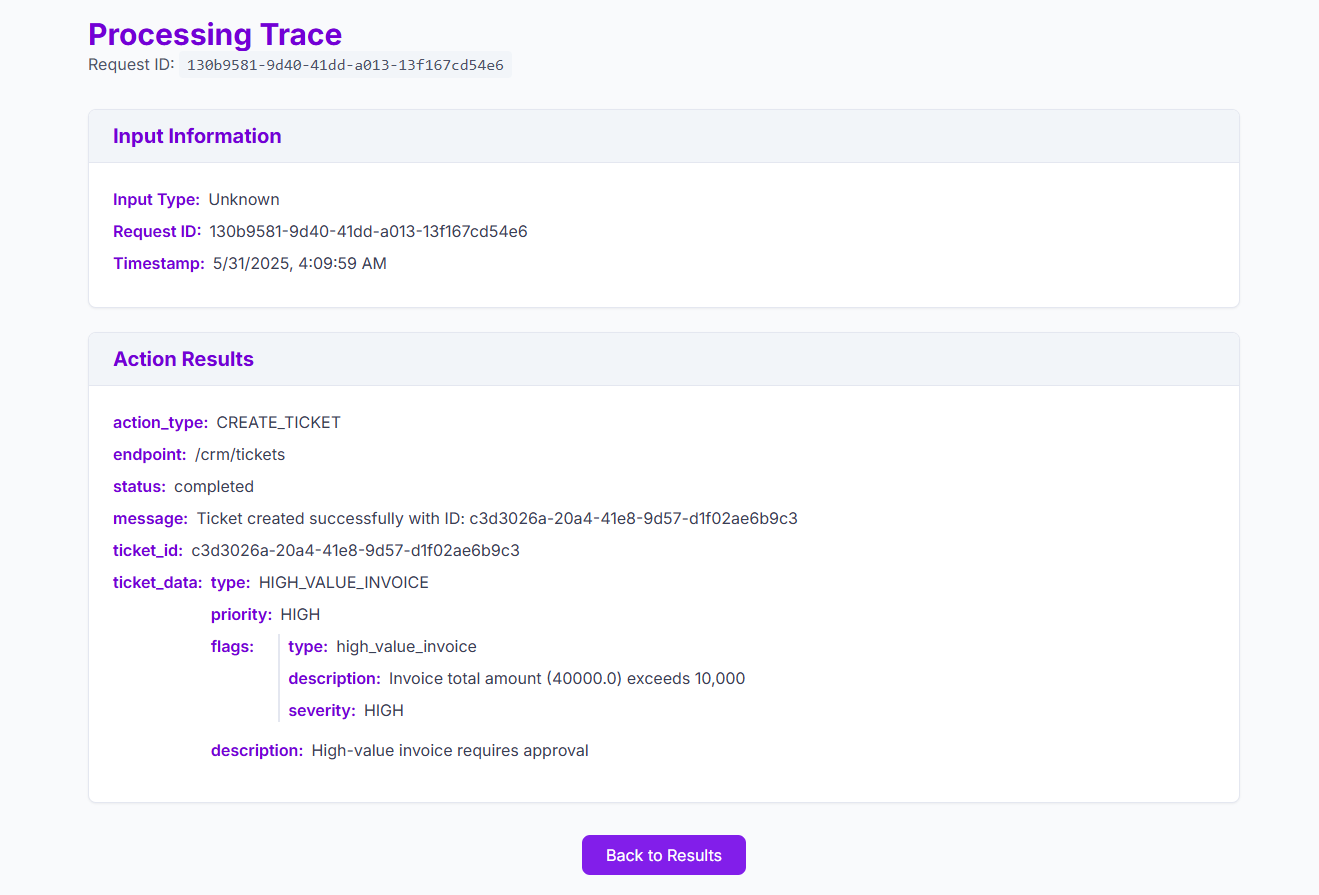 Processing Trace
Request ID: 130b9581-9d40-41dd-a013-13f167cd54e6
Input Information
Input Type: Unknown
Request ID: 130b9581-9d40-41dd-a013-13f167cd54e6
Timestamp: 5/31/2025, 4:09:59 AM
Action Results
action_type: CREATE_TICKET
endpoint: /crm/tickets
status: completed
message: Ticket created successfully with ID: c3d3026a-20a4-41e8-9d57-d1f02ae6b9c3
ticket_id: c3d3026a-20a4-41e8-9d57-d1f02ae6b9c3
ticket_data: type: HIGH_VALUE_INVOICE
priority: HIGH
flags: type: high_value_invoice
description: Invoice total amount (40000.0) exceeds 10,000
severity: HIGH
description: High-value invoice requires approval
Back to Results